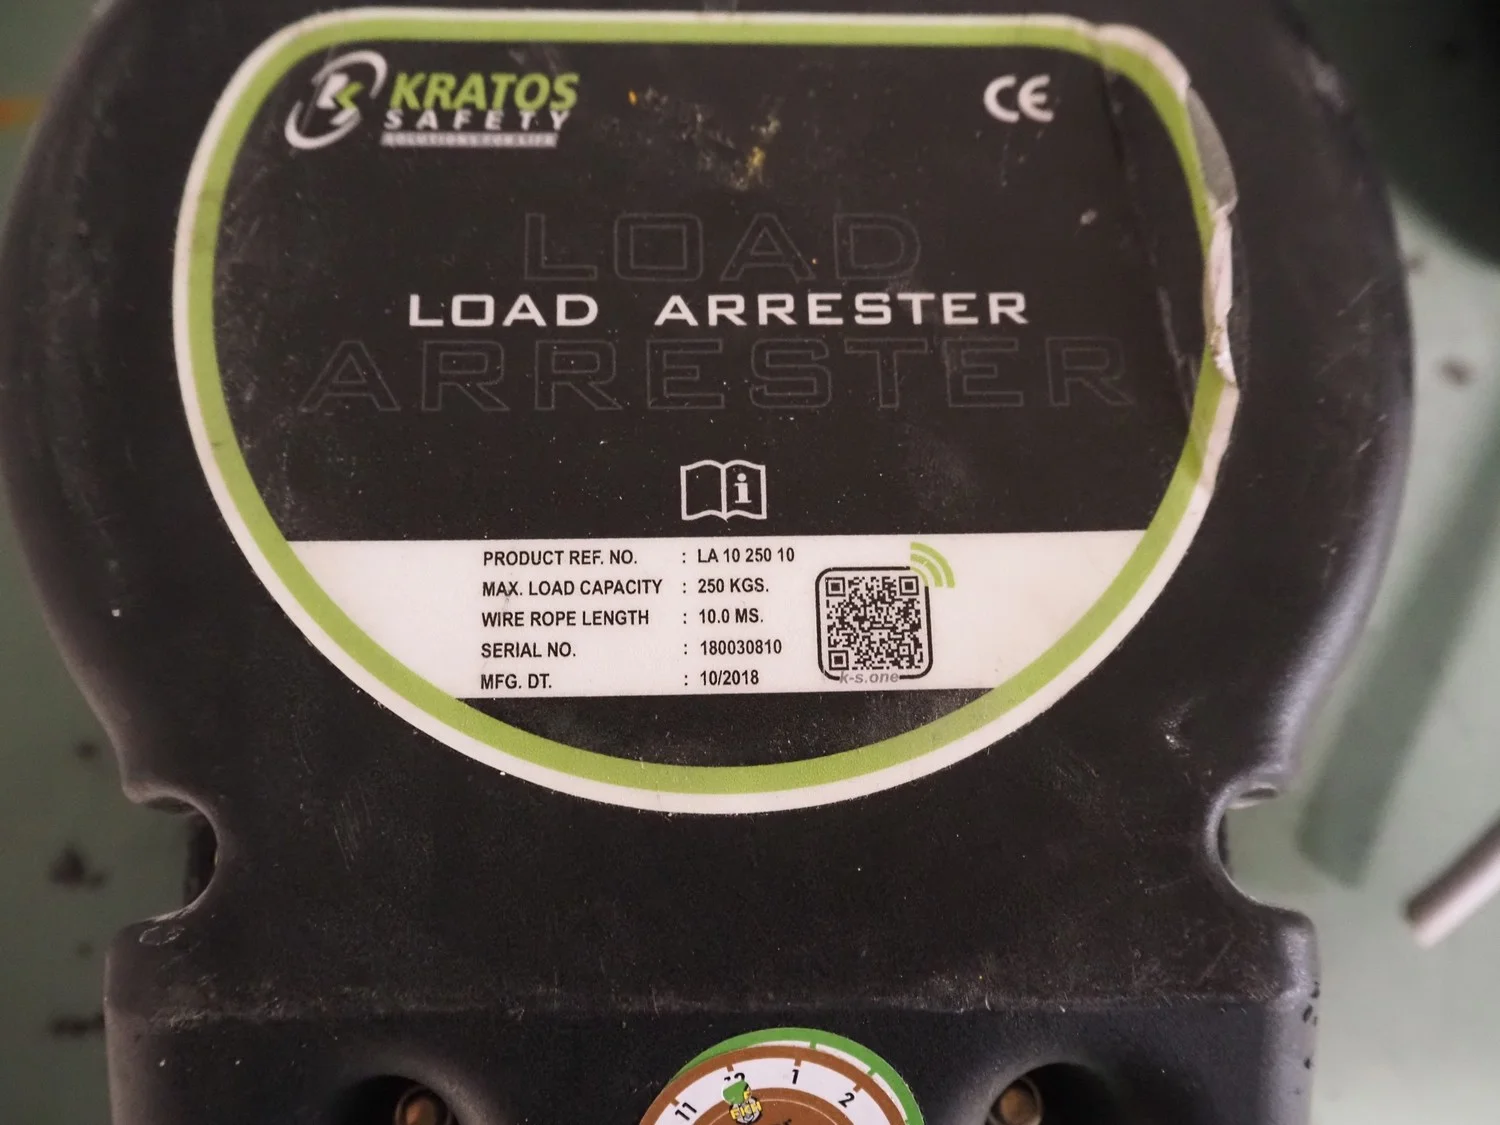 KRATOS
SAFETY
CE
LOAD
LOAD ARRESTER
ARRESTER
i
PRODUCT REF. NO. : LA 10 250 10
MAX. LOAD CAPACITY : 250 KGS.
WIRE ROPE LENGTH : 10.0 MS.
SERIAL NO. : 180030810
MFG. DT. : 10/2018
k-s.one
11 12 1 2